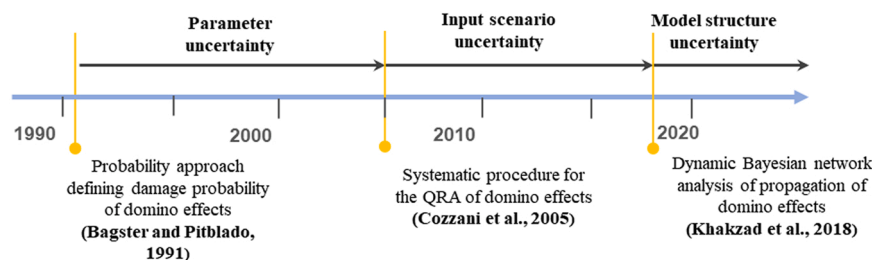 Parameter
uncertainty
Input scenario
uncertainty
Model structure
uncertainty
1990
2000
2010
2020
Probability approach
defining damage probability
of domino effects
(Bagster and Pitblado,
1991)
Systematic procedure for
the QRA of domino effects
(Cozzani et al., 2005)
Dynamic Bayesian network
analysis of propagation of
domino effects
(Khakzad et al., 2018)